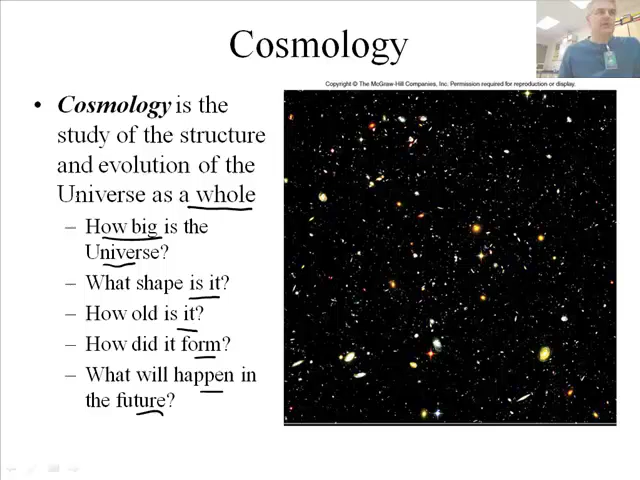 Cosmology
Copyright © The McGraw-Hill Companies, Inc. Permission required for reproduction or display.
• Cosmology is the
study of the structure
and evolution of the
Universe as a whole
– How big is the
Universe?
– What shape is it?
– How old is it?
– How did it form?
– What will happen in
the future?